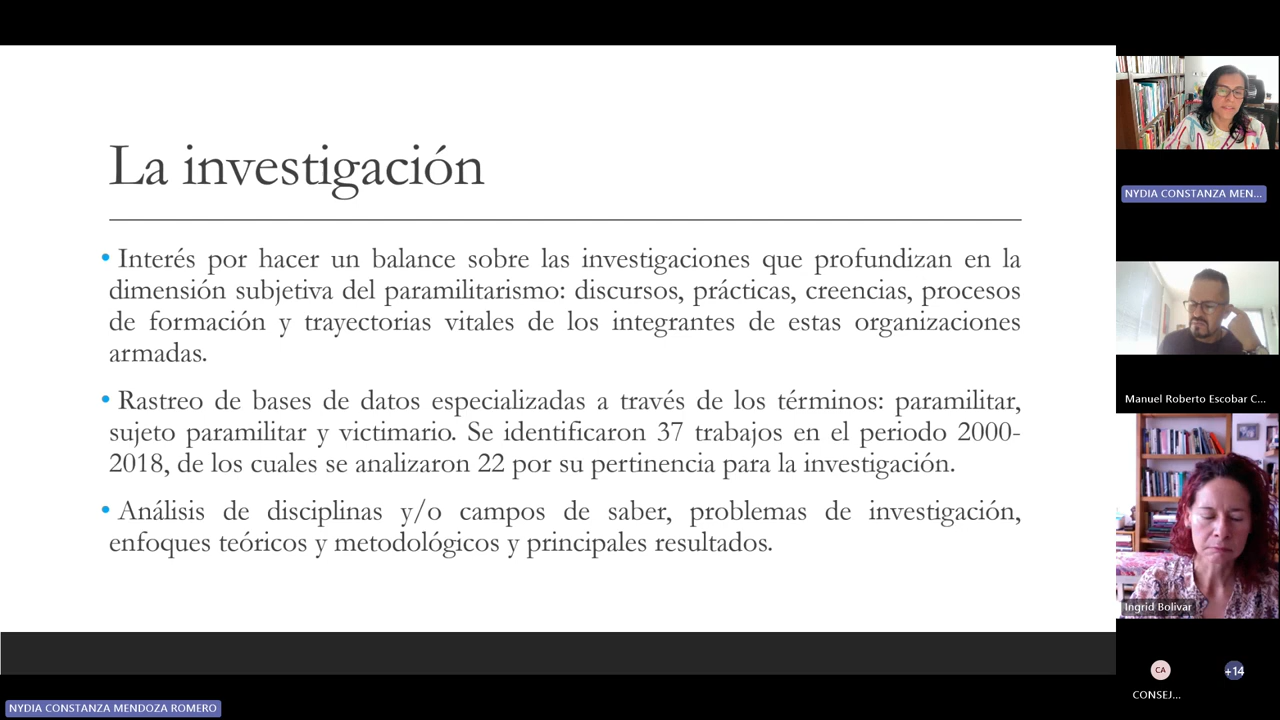 La investigación
• Interés por hacer un balance sobre las investigaciones que profundizan en la
dimensión subjetiva del paramilitarismo: discursos, prácticas, creencias, procesos
de formación y trayectorias vitales de los integrantes de estas organizaciones
armadas.
• Rastreo de bases de datos especializadas a través de los términos: paramilitar,
sujeto paramilitar y victimario. Se identificaron 37 trabajos en el periodo 2000-
2018, de los cuales se analizaron 22 por su pertinencia para la investigación.
• Análisis de disciplinas y/o campos de saber, problemas de investigación,
enfoques teóricos y metodológicos y principales resultados.
NYDIA CONSTANZA MEN...
Manuel Roberto Escobar C...
Ingrid Bolivar
CA
+14
CONSEJ...
NYDIA CONSTANZA MENDOZA ROMERO